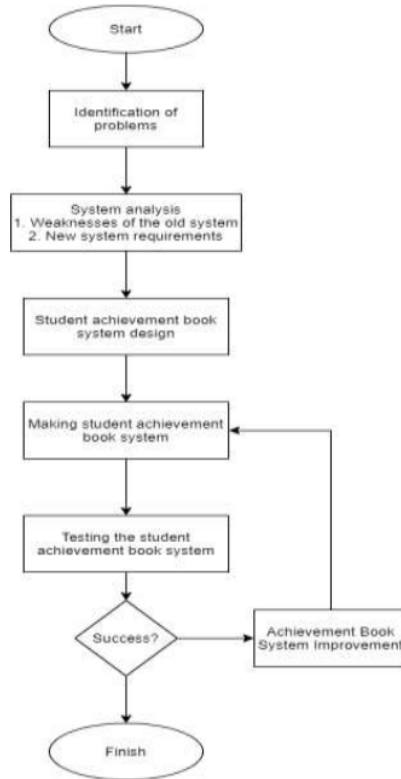 Start
Identification of
problems
System analysis
1. Weaknesses of the old system
2. New system requirements
Student achievement book
system design
Making student achievement
book system
Testing the student
achievement book system
Success?
Achievement Book
System Improvement
Finish